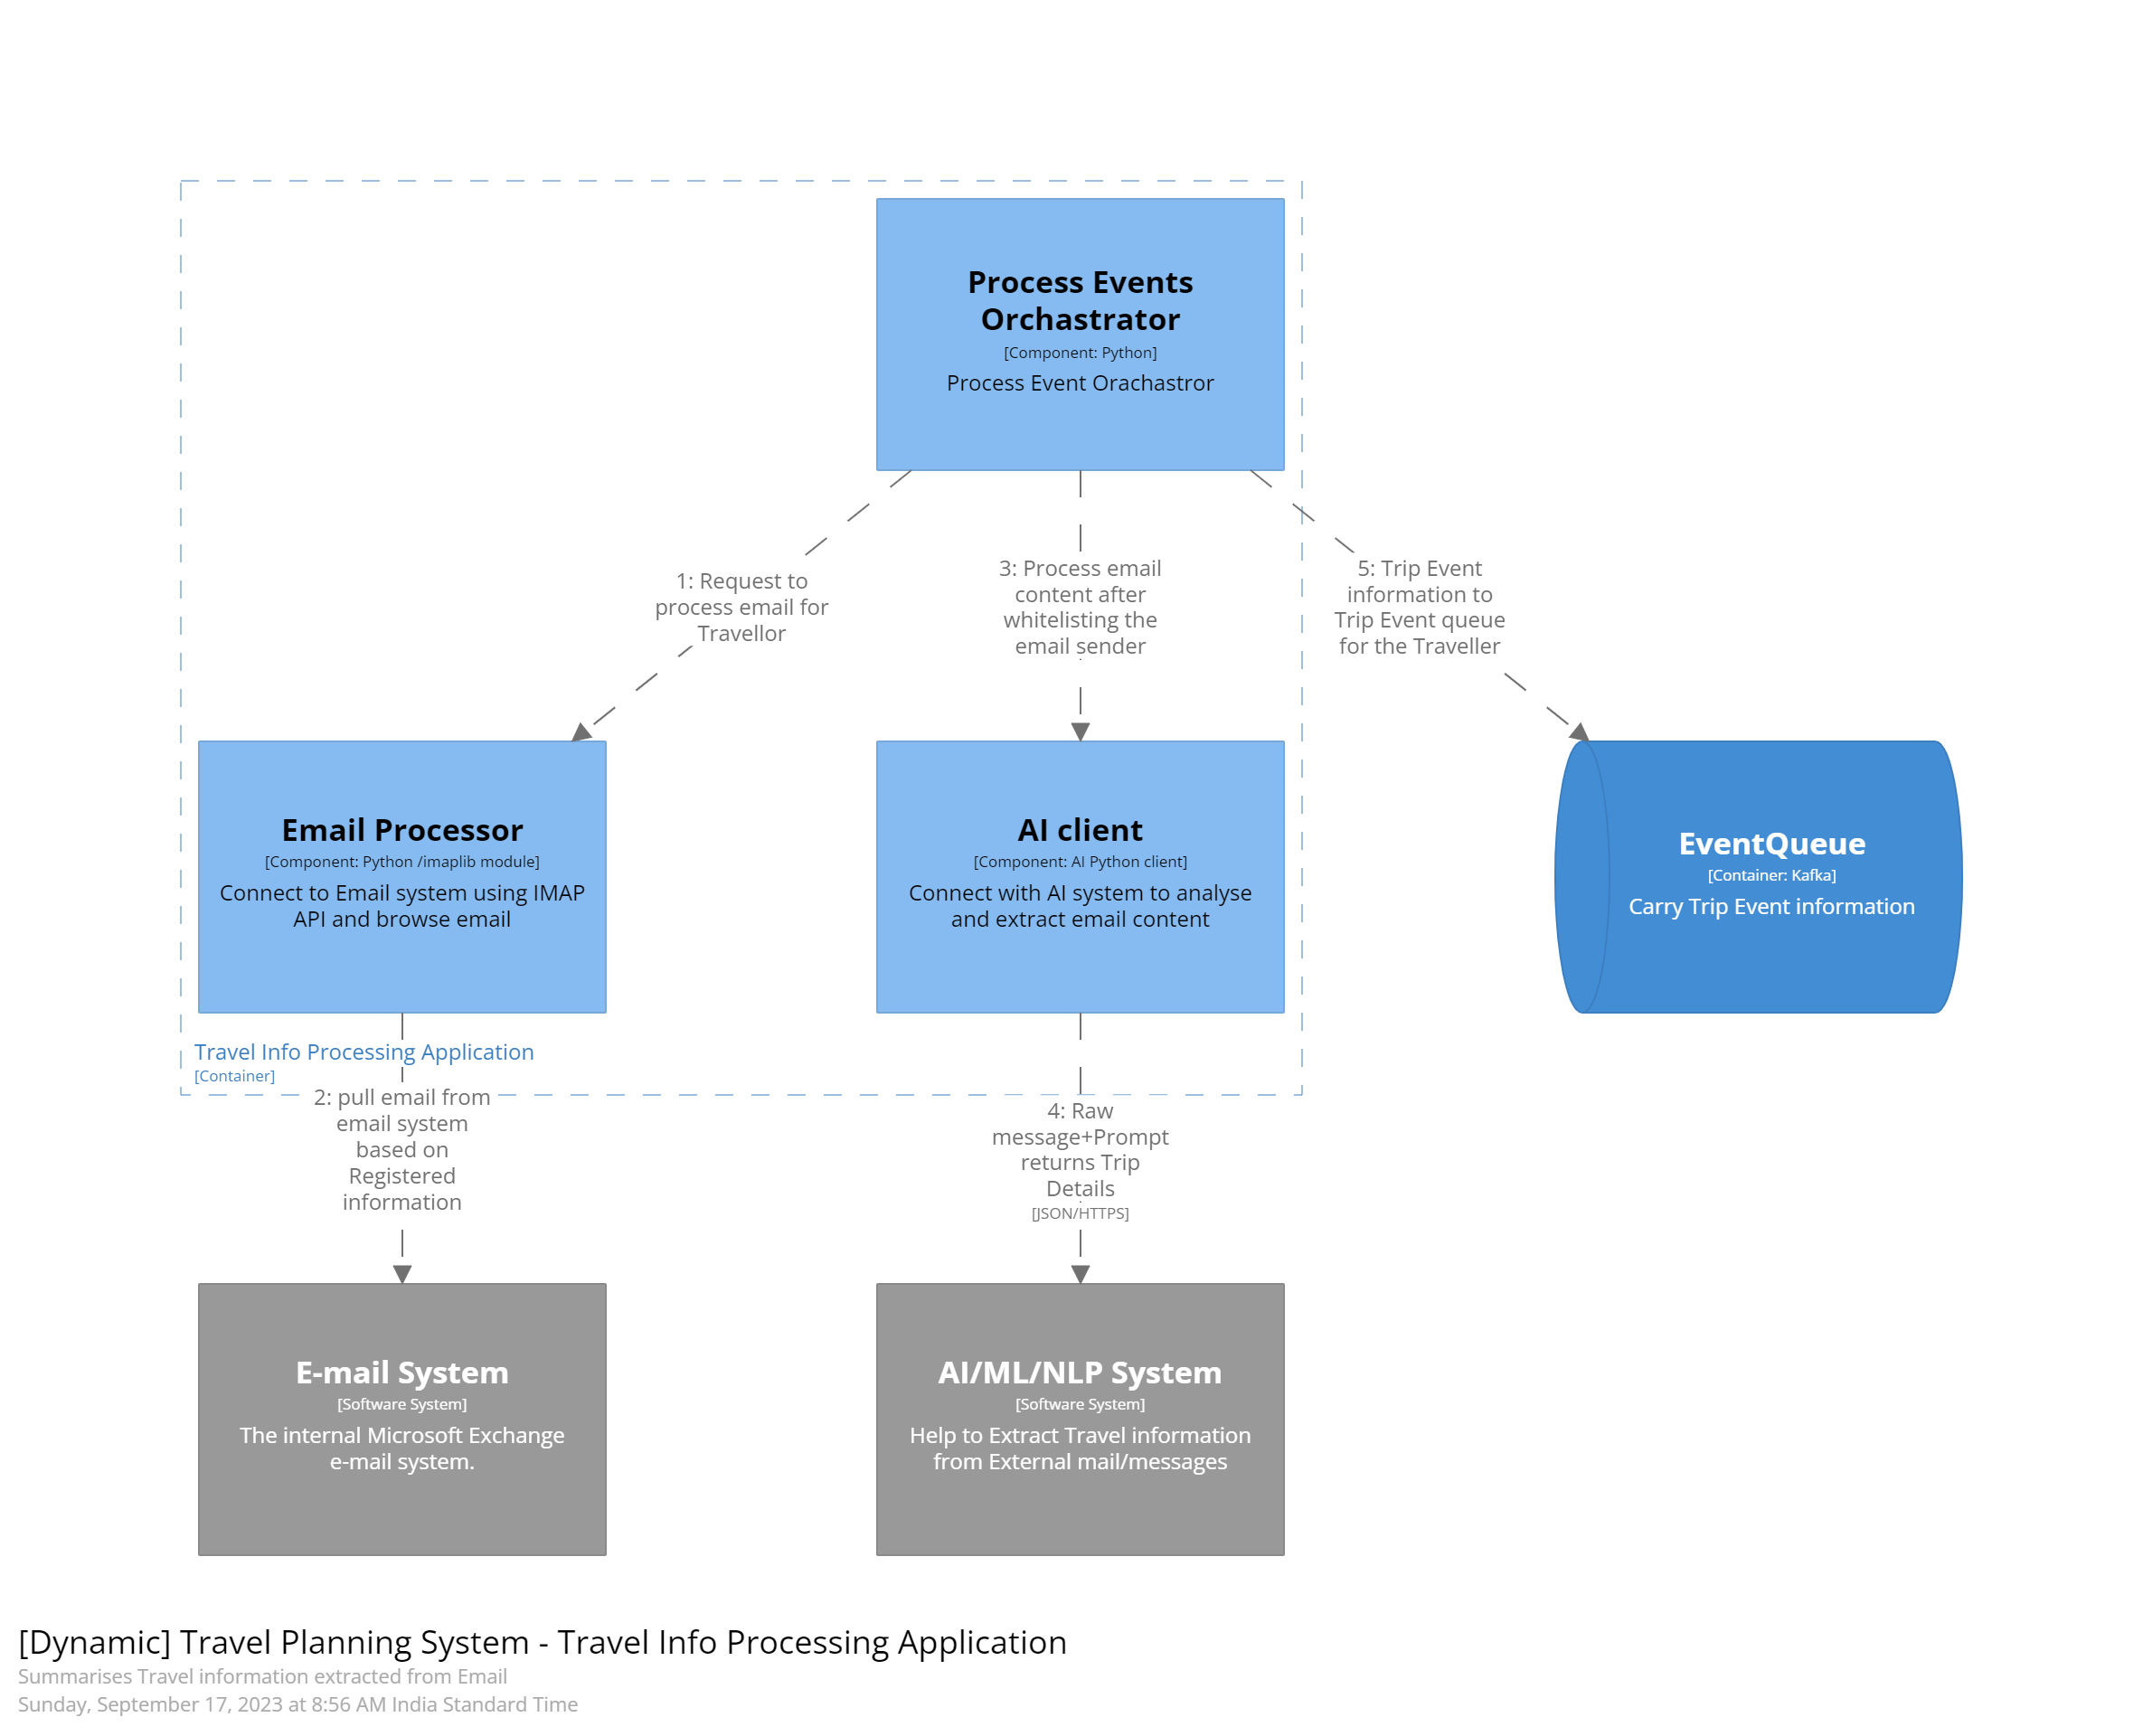 Process Events
Orchastrator
[Component: Python]
Process Event Orachastror
1: Request to
process email for
Travellor
3: Process email
content after
whitelisting the
email sender
5: Trip Event
information to
Trip Event queue
for the Traveller
Email Processor
[Component: Python /imaplib module]
Connect to Email system using IMAP
API and browse email
AI client
[Component: AI Python client]
Connect with AI system to analyse
and extract email content
EventQueue
[Container: Kafka]
Carry Trip Event information
Travel Info Processing Application
[Container]
2: pull email from
email system
based on
Registered
information
4: Raw
message+Prompt
returns Trip
Details
[JSON/HTTPS]
E-mail System
[Software System]
The internal Microsoft Exchange
e-mail system.
AI/ML/NLP System
[Software System]
Help to Extract Travel information
from External mail/messages
[Dynamic] Travel Planning System - Travel Info Processing Application
Summarises Travel information extracted from Email
Sunday, September 17, 2023 at 8:56 AM India Standard Time